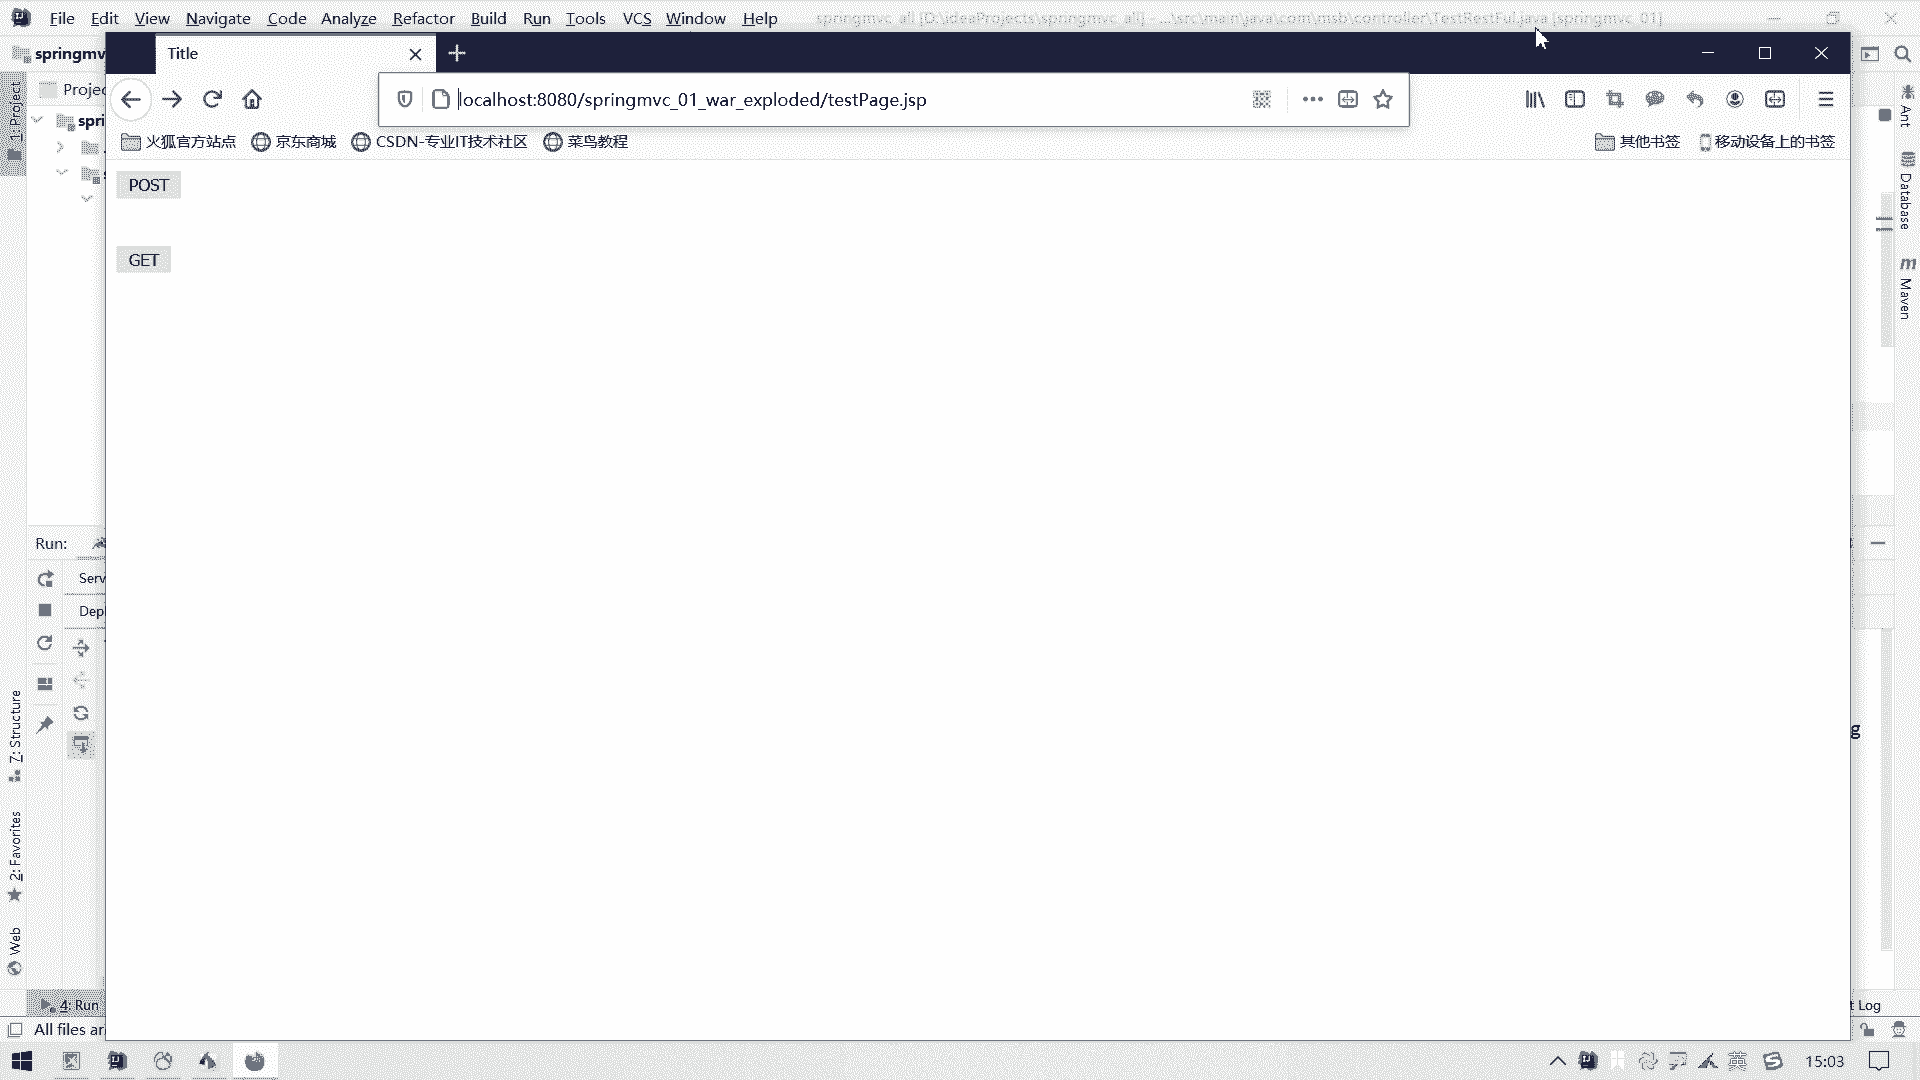 File Edit View Navigate Code Analyze Refactor Build Run Tools VCS Window Help springmvc_all [D:\ideaProjects\springmvc_all] - ...\src\main\java\com\msb\controller\TestRestFul.java [springmvc_01]
springmv
Title
Projec
localhost:8080/springmvc_01_war_exploded/testPage.jsp
spri
火狐官方站点 京东商城 CSDN-专业IT技术社区 菜鸟教程 其他书签 移动设备上的书签
POST
GET
1: Project
Ant
Database
m Maven
Run:
Serv
Depl
7: Structure
2: Favorites
Web
g
4: Run
t Log
All files ar
英
15:03